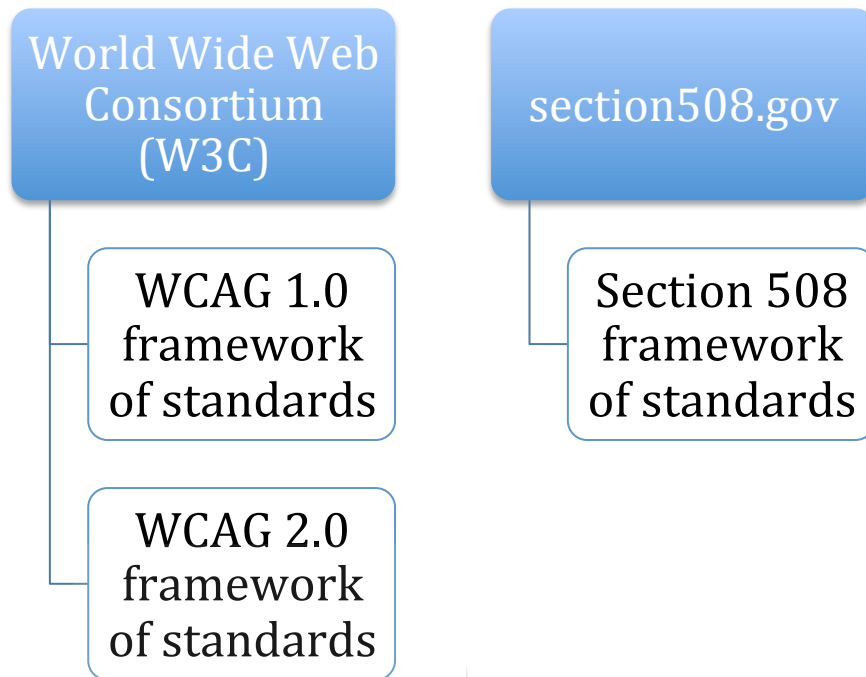 World Wide Web
Consortium
(W3C)
WCAG 1.0
framework
of standards
WCAG 2.0
framework
of standards
section508.gov
Section 508
framework
of standards